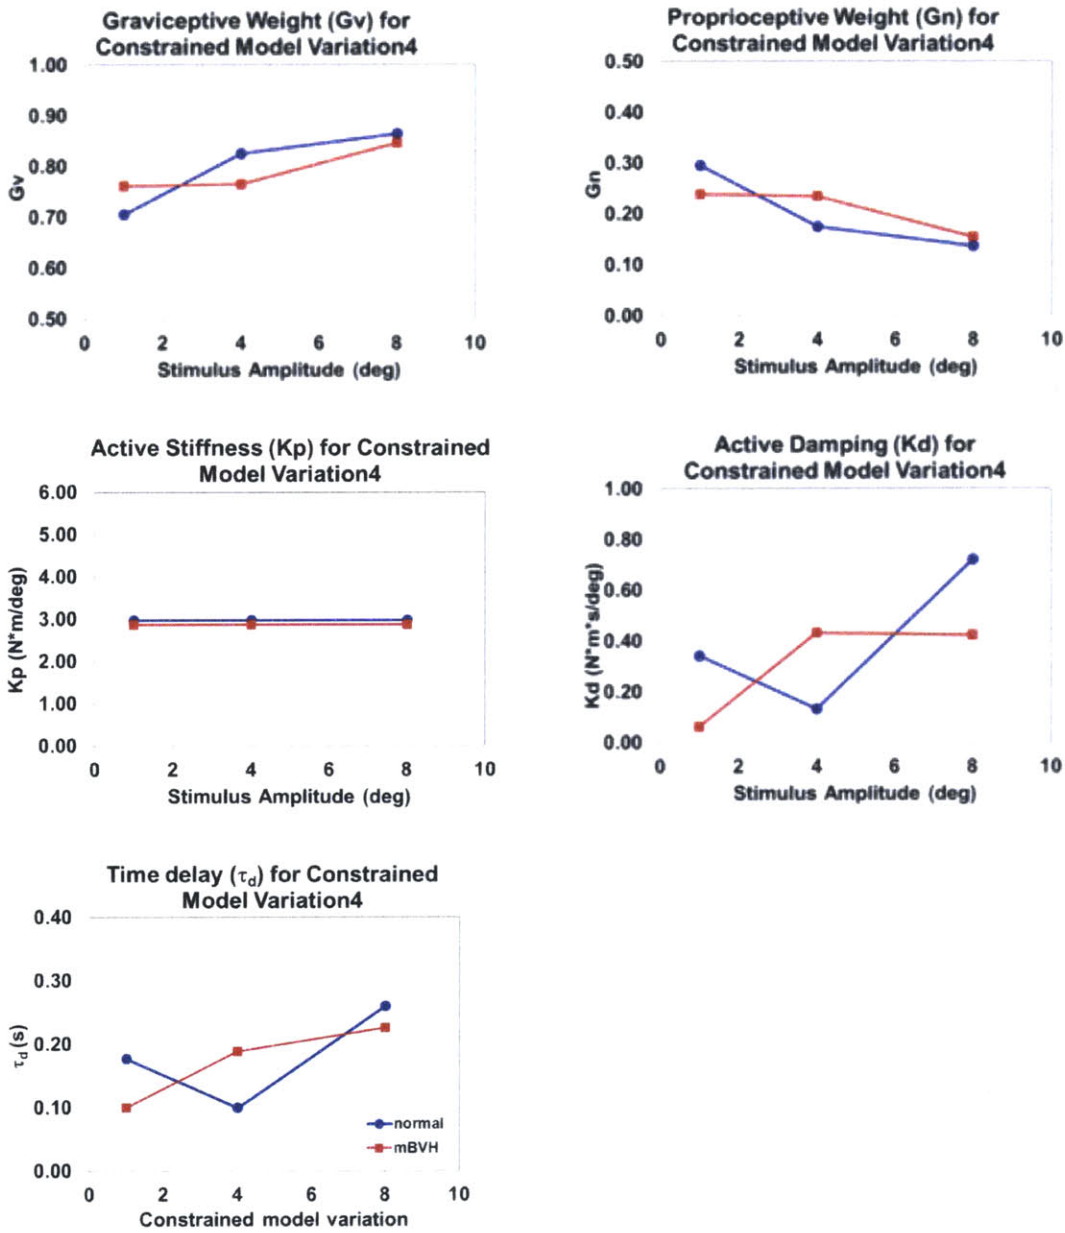 Graviceptive Weight (Gv) for
Constrained Model Variation4
1.00
0.90
0.80
0.70
0.60
0.50
Gv
0 2 4 6 8 10
Stimulus Amplitude (deg)
Proprioceptive Weight (Gn) for
Constrained Model Variation4
0.50
0.40
0.30
0.20
0.10
0.00
Gn
0 2 4 6 8 10
Stimulus Amplitude (deg)
Active Stiffness (Kp) for Constrained
Model Variation4
6.00
5.00
4.00
3.00
2.00
1.00
0.00
Kp (N*m/deg)
0 2 4 6 8 10
Stimulus Amplitude (deg)
Active Damping (Kd) for
Constrained Model Variation4
1.00
0.80
0.60
0.40
0.20
0.00
Kd (N*m*s/deg)
0 2 4 6 8 10
Stimulus Amplitude (deg)
Time delay (τd) for Constrained
Model Variation4
0.40
0.30
0.20
0.10
0.00
τd (s)
normal
mBVH
0 2 4 6 8 10
Constrained model variation